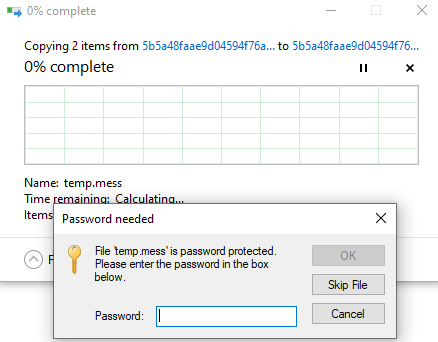 0% complete
Copying 2 items from 5b5a48faae9d04594f76a... to 5b5a48faae9d04594f76...
0% complete
Name: temp.mess
Time remaining: Calculating...
Items
Password needed
File 'temp.mess' is password protected.
Please enter the password in the box
below.
OK
Skip File
Cancel
Password: